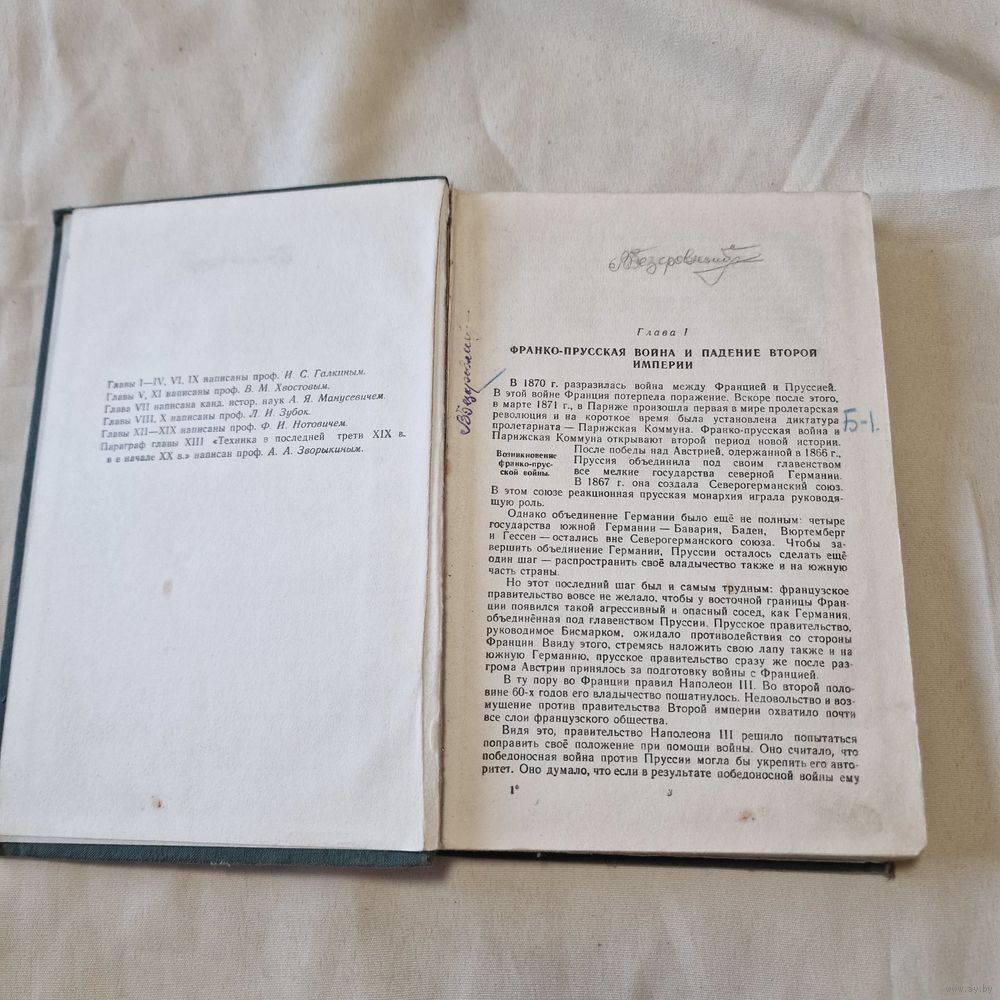 Главы I—IV, VI, IX написаны проф. И. С. Галкиным.
Главы V, XI написаны проф. В. М. Хвостовым.
Глава VII написана канд. истор. наук А. Я. Манусевичем.
Главы VIII, X написаны проф. Л. И. Зубок.
Главы XII—XIX написаны проф. Ф. И. Нотовичем.
Параграф главы XIII «Техника в последней трети XIX в.
и в начале XX в.» написан проф. А. А. Зворыкиным.
Глава I
ФРАНКО-ПРУССКАЯ ВОЙНА И ПАДЕНИЕ ВТОРОЙ
ИМПЕРИИ
В 1870 г. разразилась война между Францией и Пруссией.
В этой войне Франция потерпела поражение. Вскоре после этого,
в марте 1871 г., в Париже произошла первая в мире пролетарская
революция и на короткое время была установлена диктатура
пролетариата — Парижская Коммуна. Франко-прусская война и
Парижская Коммуна открывают второй период новой истории.
Б-1.
Возникновение
франко-прус-
ской войны.
После победы над Австрией, одержанной в 1866 г.,
Пруссия объединила под своим главенством
все мелкие государства северной Германии.
В 1867 г. она создала Северогерманский союз.
В этом союзе реакционная прусская монархия играла руководя-
щую роль.
Однако объединение Германии было ещё не полным: четыре
государства южной Германии — Бавария, Баден, Вюртемберг
и Гессен — остались вне Северогерманского союза. Чтобы за-
вершить объединение Германии, Пруссии осталось сделать ещё
один шаг — распространить своё владычество также и на южную
часть страны.
Но этот последний шаг был и самым трудным: французское
правительство вовсе не желало, чтобы у восточной границы Фран-
ции появился такой агрессивный и опасный сосед, как Германия,
объединённая под главенством Пруссии. Прусское правительство,
руководимое Бисмарком, ожидало противодействия со стороны
Франции. Ввиду этого, стремясь наложить свою лапу также и на
южную Германию, прусское правительство сразу же после раз-
грома Австрии принялось за подготовку войны с Францией.
В ту пору во Франции правил Наполеон III. Во второй поло-
вине 60-х годов его владычество пошатнулось. Недовольство и воз-
мущение против правительства Второй империи охватило почти
все слои французского общества.
Видя это, правительство Наполеона III решило попытаться
поправить своё положение при помощи войны. Оно считало, что
победоносная война против Пруссии могла бы укрепить его авто-
ритет. Оно думало, что если в результате победоносной войны ему
1*
3
www.ay.by